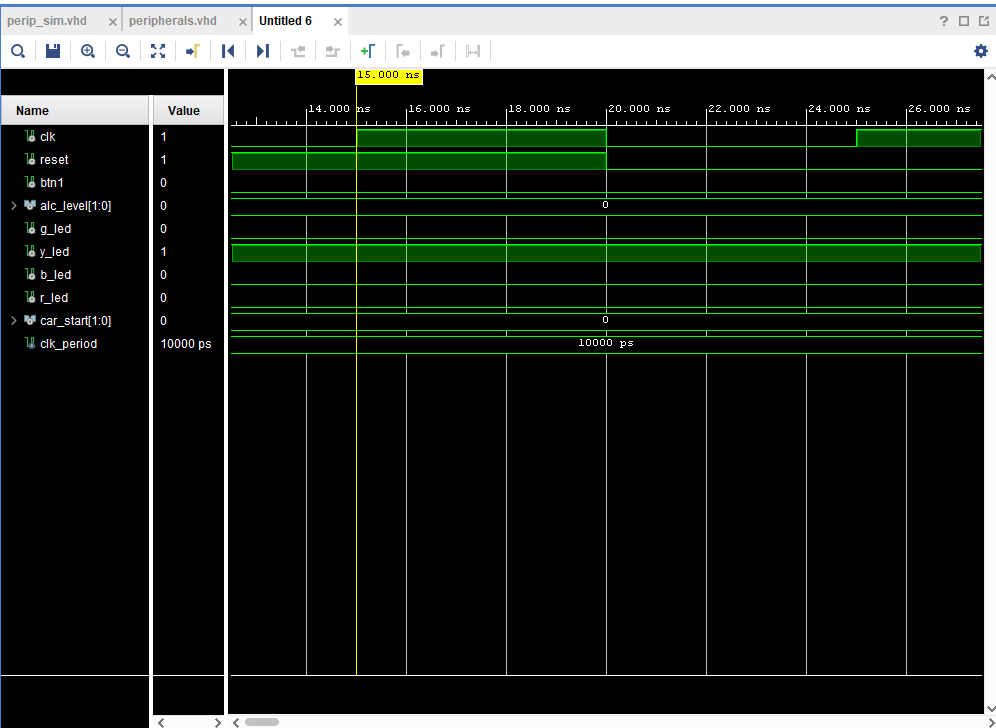 perip_sim.vhd × peripherals.vhd × Untitled 6 ×
?
15.000 ns
Name Value
14.000 ns 16.000 ns 18.000 ns 20.000 ns 22.000 ns 24.000 ns 26.000 ns
clk 1
reset 1
btn1 0
alc_level[1:0] 0 0
g_led 0
y_led 1
b_led 0
r_led 0
car_start[1:0] 0 0
clk_period 10000 ps 10000 ps